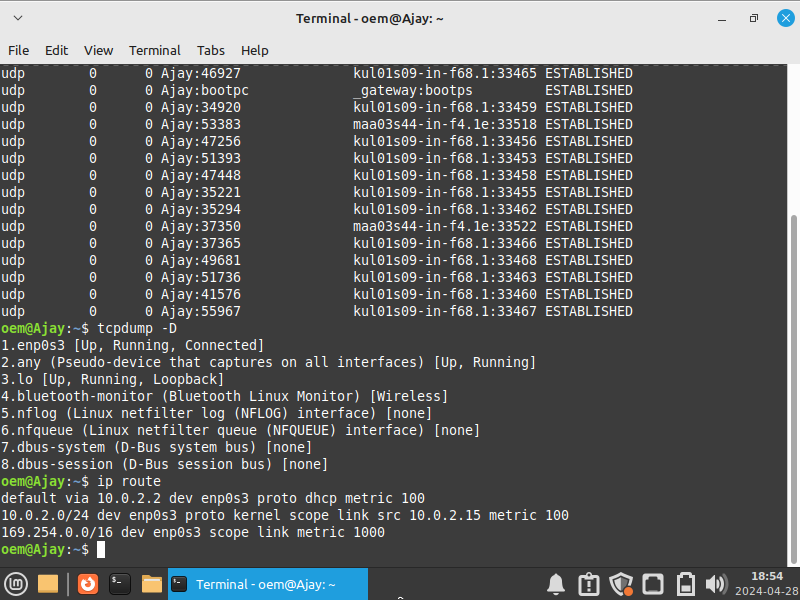 Terminal - oem@Ajay: ~
File Edit View Terminal Tabs Help
udp 0 0 Ajay:46927 kul01s09-in-f68.1:33465 ESTABLISHED
udp 0 0 Ajay:bootpc _gateway:bootps ESTABLISHED
udp 0 0 Ajay:34920 kul01s09-in-f68.1:33459 ESTABLISHED
udp 0 0 Ajay:53383 maa03s44-in-f4.1e:33518 ESTABLISHED
udp 0 0 Ajay:47256 kul01s09-in-f68.1:33456 ESTABLISHED
udp 0 0 Ajay:51393 kul01s09-in-f68.1:33453 ESTABLISHED
udp 0 0 Ajay:47448 kul01s09-in-f68.1:33458 ESTABLISHED
udp 0 0 Ajay:35221 kul01s09-in-f68.1:33455 ESTABLISHED
udp 0 0 Ajay:35294 kul01s09-in-f68.1:33462 ESTABLISHED
udp 0 0 Ajay:37350 maa03s44-in-f4.1e:33522 ESTABLISHED
udp 0 0 Ajay:37365 kul01s09-in-f68.1:33466 ESTABLISHED
udp 0 0 Ajay:49681 kul01s09-in-f68.1:33468 ESTABLISHED
udp 0 0 Ajay:51736 kul01s09-in-f68.1:33463 ESTABLISHED
udp 0 0 Ajay:41576 kul01s09-in-f68.1:33460 ESTABLISHED
udp 0 0 Ajay:55967 kul01s09-in-f68.1:33467 ESTABLISHED
oem@Ajay:~$ tcpdump -D
1.enp0s3 [Up, Running, Connected]
2.any (Pseudo-device that captures on all interfaces) [Up, Running]
3.lo [Up, Running, Loopback]
4.bluetooth-monitor (Bluetooth Linux Monitor) [Wireless]
5.nflog (Linux netfilter log (NFLOG) interface) [none]
6.nfqueue (Linux netfilter queue (NFQUEUE) interface) [none]
7.dbus-system (D-Bus system bus) [none]
8.dbus-session (D-Bus session bus) [none]
oem@Ajay:~$ ip route
default via 10.0.2.2 dev enp0s3 proto dhcp metric 100
10.0.2.0/24 dev enp0s3 proto kernel scope link src 10.0.2.15 metric 100
169.254.0.0/16 dev enp0s3 scope link metric 1000
oem@Ajay:~$
Terminal - oem@Ajay: ~
18:54
2024-04-28